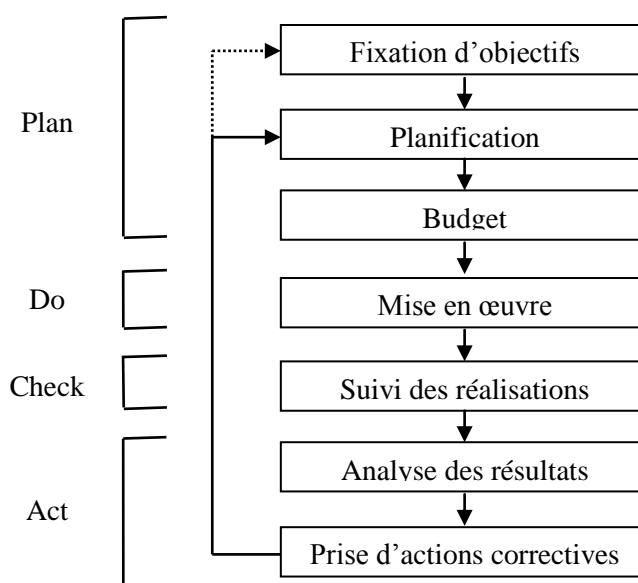 Plan
Fixation d'objectifs
Planification
Budget
Do
Mise en œuvre
Check
Suivi des réalisations
Act
Analyse des résultats
Prise d'actions correctives